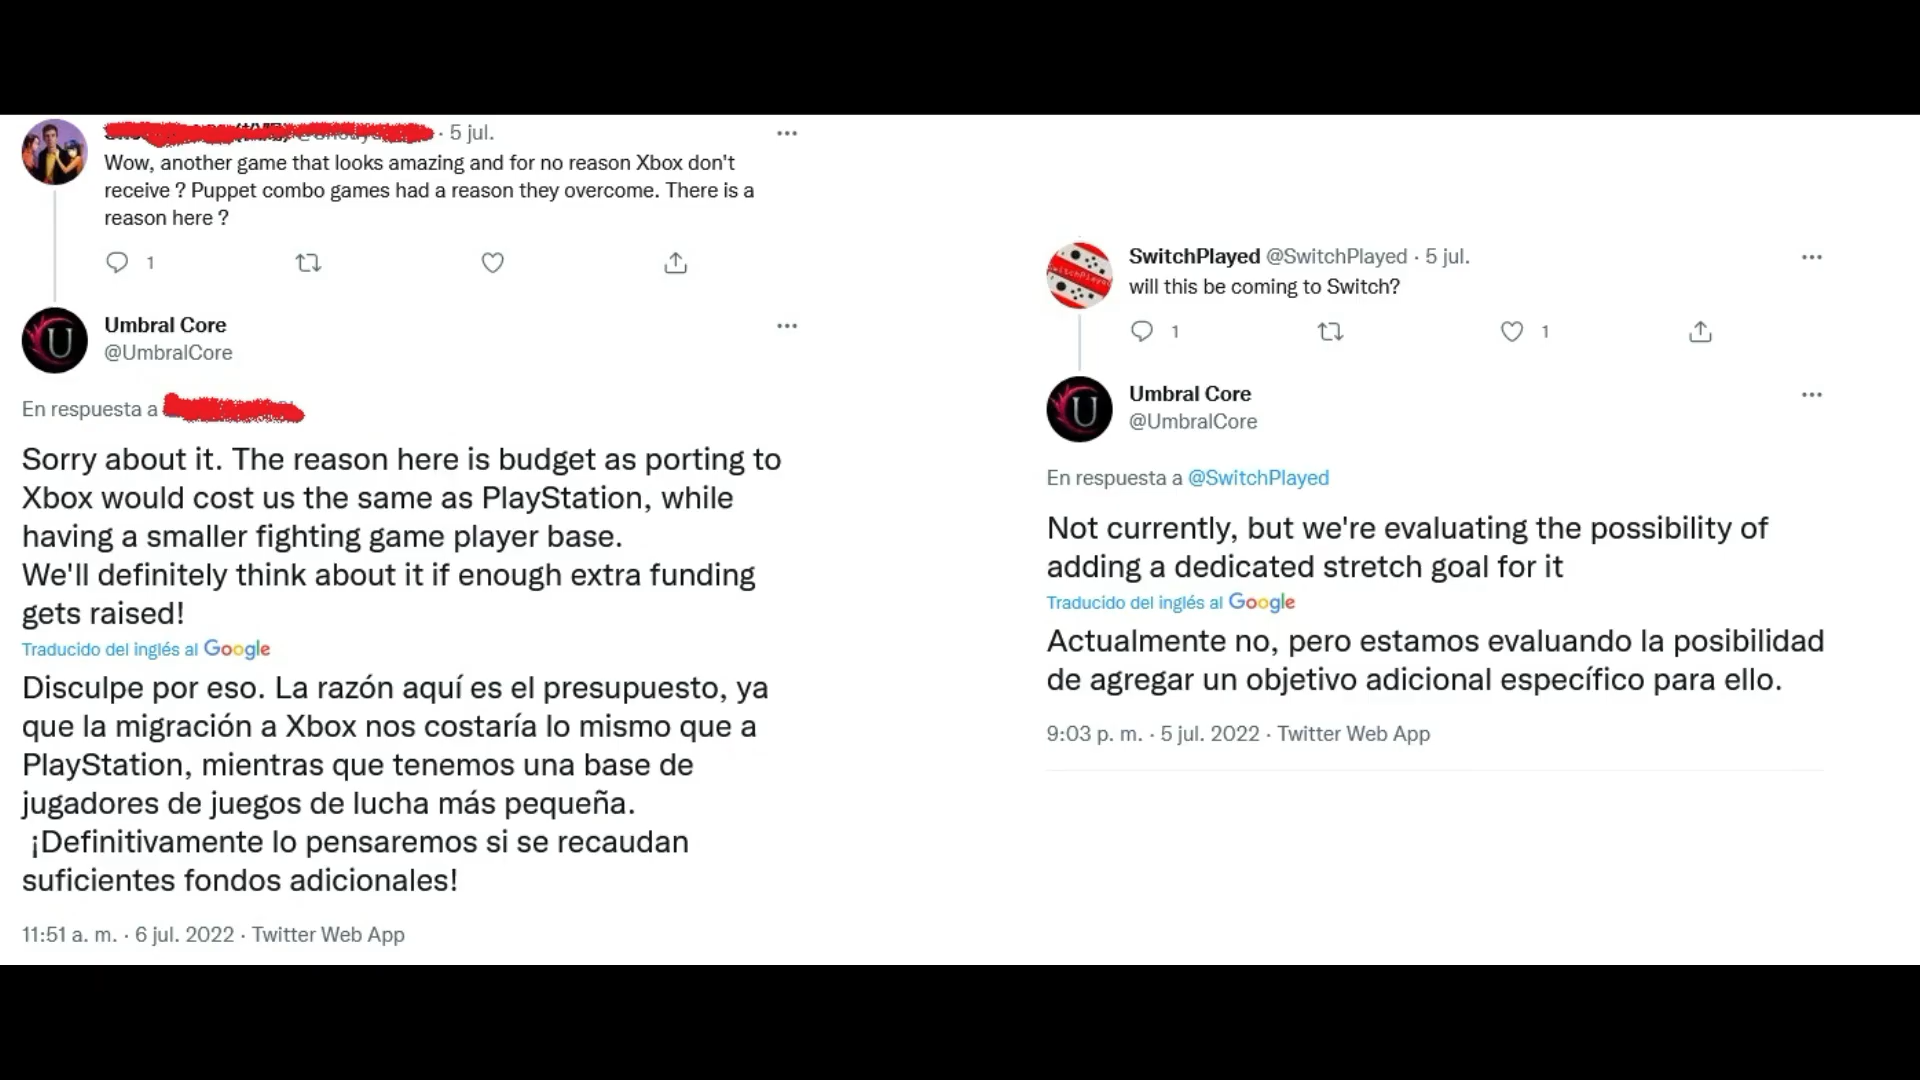 · 5 jul.
Wow, another game that looks amazing and for no reason Xbox don't
receive ? Puppet combo games had a reason they overcome. There is a
reason here ?
1
Umbral Core
@UmbralCore
En respuesta a
Sorry about it. The reason here is budget as porting to
Xbox would cost us the same as PlayStation, while
having a smaller fighting game player base.
We'll definitely think about it if enough extra funding
gets raised!
Traducido del inglés al Google
Disculpe por eso. La razón aquí es el presupuesto, ya
que la migración a Xbox nos costaría lo mismo que a
PlayStation, mientras que tenemos una base de
jugadores de juegos de lucha más pequeña.
¡Definitivamente lo pensaremos si se recaudan
suficientes fondos adicionales!
11:51 a. m. · 6 jul. 2022 · Twitter Web App
SwitchPlayed @SwitchPlayed · 5 jul.
will this be coming to Switch?
1 1
Umbral Core
@UmbralCore
En respuesta a @SwitchPlayed
Not currently, but we're evaluating the possibility of
adding a dedicated stretch goal for it
Traducido del inglés al Google
Actualmente no, pero estamos evaluando la posibilidad
de agregar un objetivo adicional específico para ello.
9:03 p. m. · 5 jul. 2022 · Twitter Web App